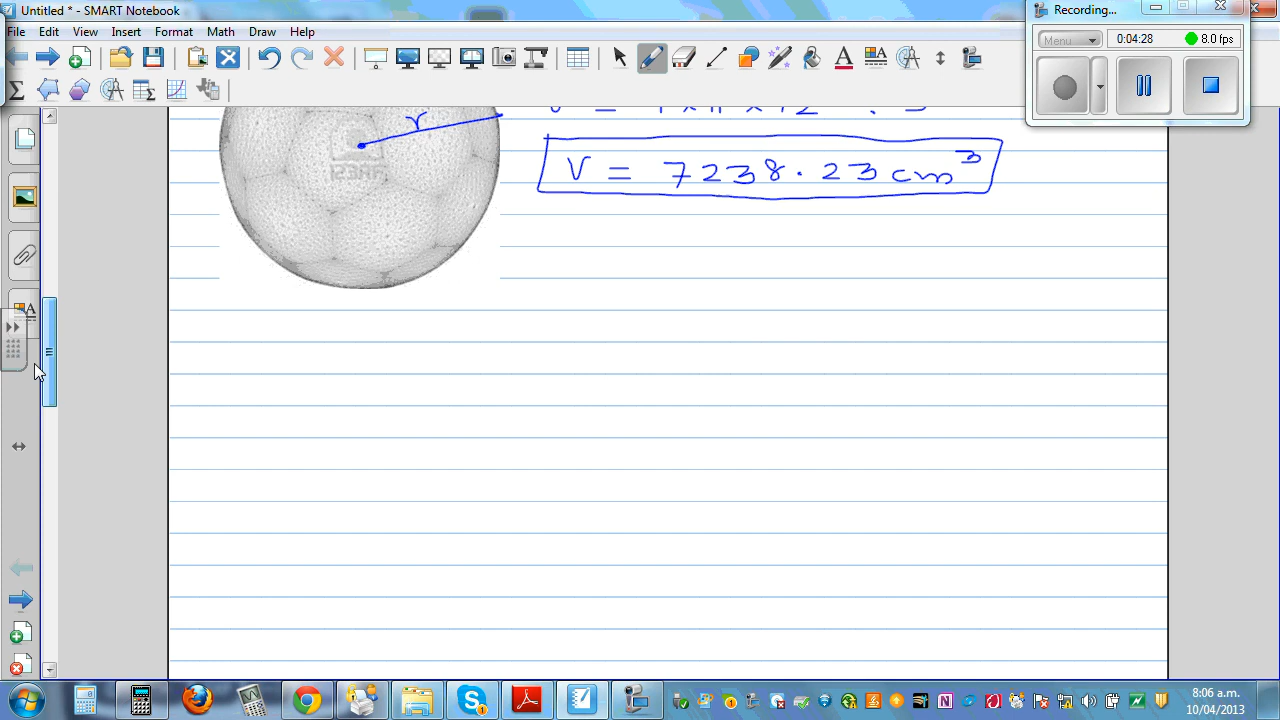 Untitled * - SMART Notebook
File Edit View Insert Format Math Draw Help
Recording...
Menu 0:04:28 8.0 fps
r
V = 7238.23 cm³
8:06 a.m.
10/04/2013